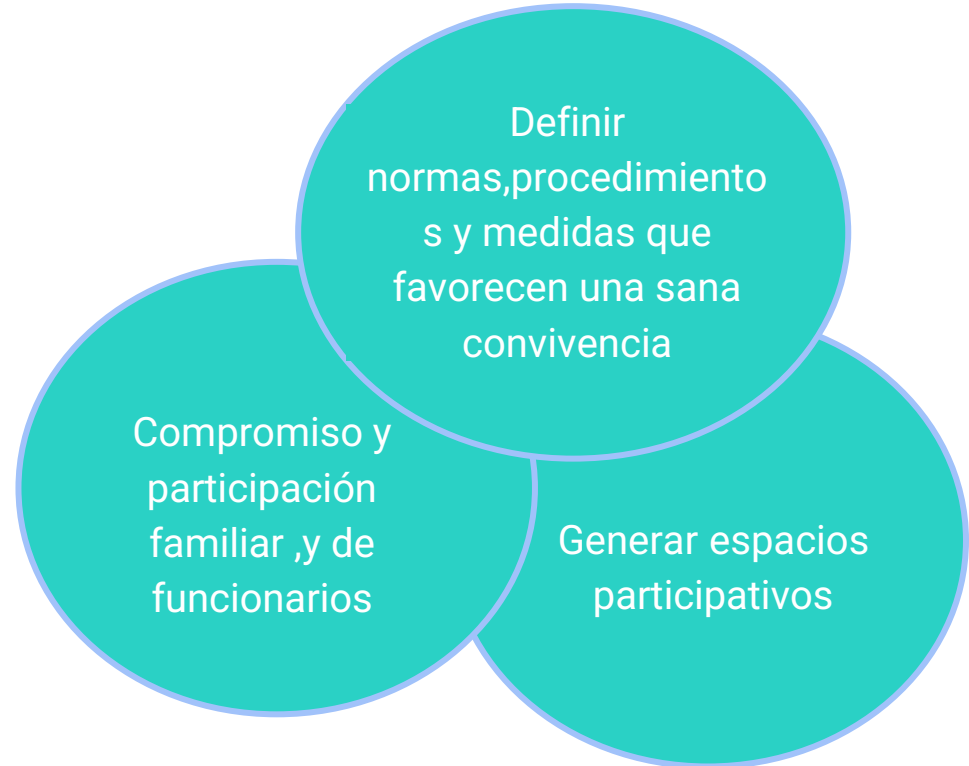 Definir
normas,procedimiento
s y medidas que
favorecen una sana
convivencia
Compromiso y
participación
familiar ,y de
funcionarios
Generar espacios
participativos